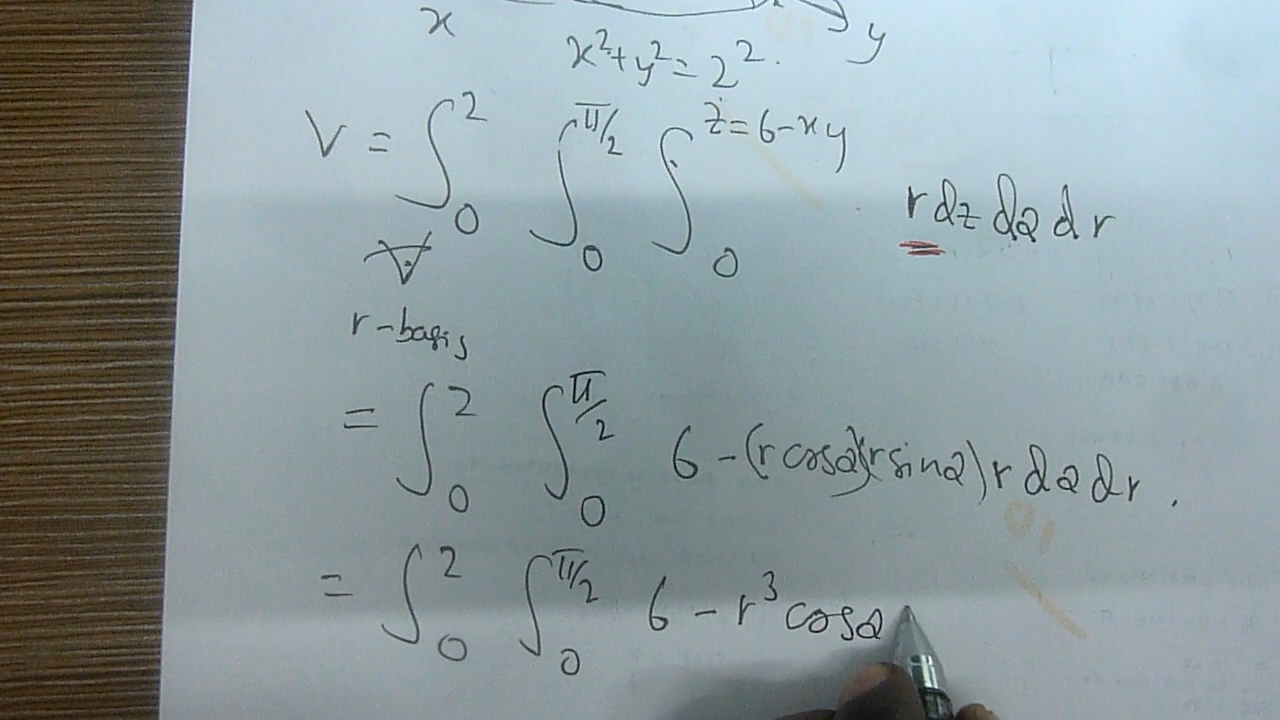 x y
x²+y²=2².
V = ∫₀² ∫₀^π/2 ∫₀^z=6-xy r dz dθ dr
r-basis
= ∫₀² ∫₀^π/2 6-(r cosθ)(r sinθ) r dθ dr.
= ∫₀² ∫₀^π/2 6 - r³ cosθ